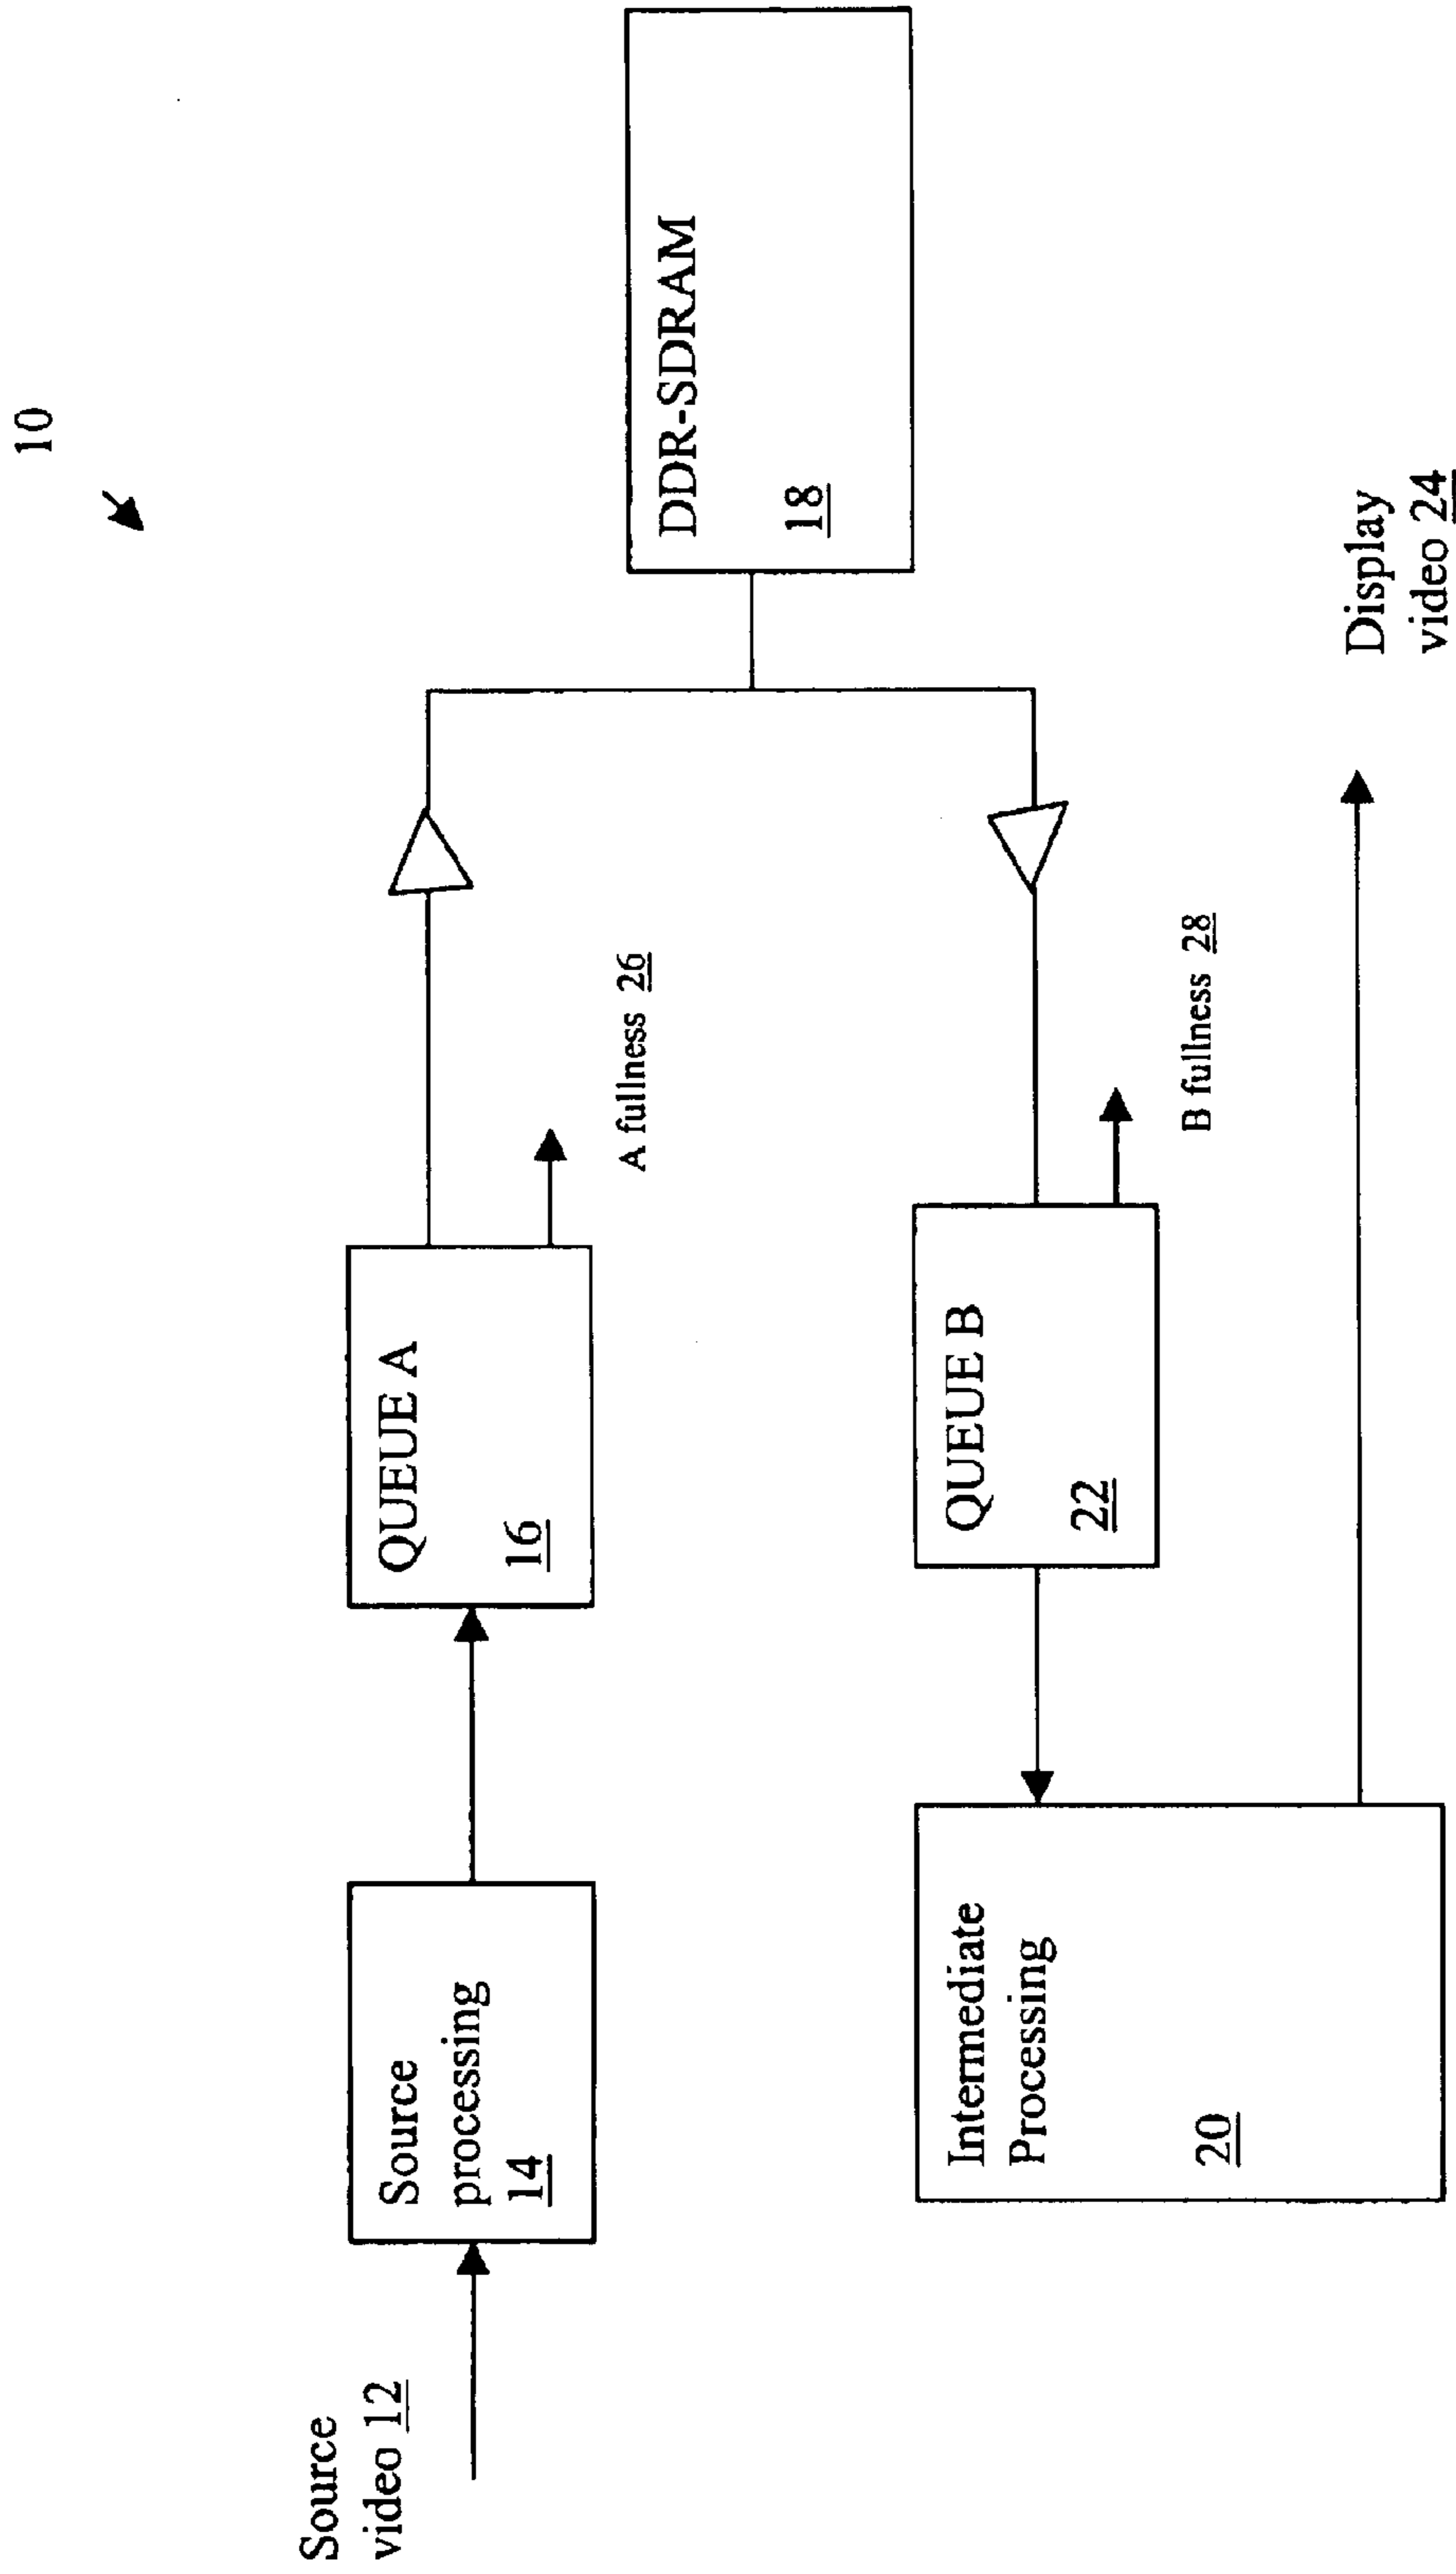 10
Source
video 12
Source
processing
14
QUEUE A
16
A fullness 26
DDR-SDRAM
18
Intermediate
Processing
20
QUEUE B
22
B fullness 28
Display
video 24